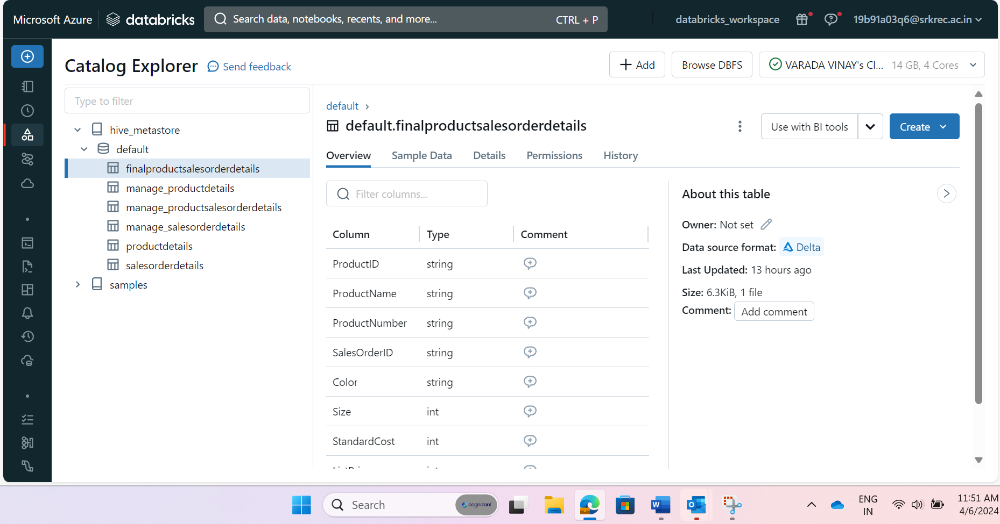 Microsoft Azure databricks Search data, notebooks, recents, and more... CTRL + P databricks_workspace 19b91a03q6@srkrec.ac.in
Catalog Explorer Send feedback Add Browse DBFS VARADA VINAY's Cl... 14 GB, 4 Cores
Type to filter
hive_metastore
default
finalproductsalesorderdetails
manage_productdetails
manage_productsalesorderdetails
manage_salesorderdetails
productdetails
salesorderdetails
samples
default >
default.finalproductsalesorderdetails Use with BI tools Create
Overview Sample Data Details Permissions History
Filter columns...
Column Type Comment
ProductID string
ProductName string
ProductNumber string
SalesOrderID string
Color string
Size int
StandardCost int
About this table
Owner: Not set
Data source format: Delta
Last Updated: 13 hours ago
Size: 6.3KiB, 1 file
Comment: Add comment
Search cognizant
ENG
IN
11:51 AM
4/6/2024